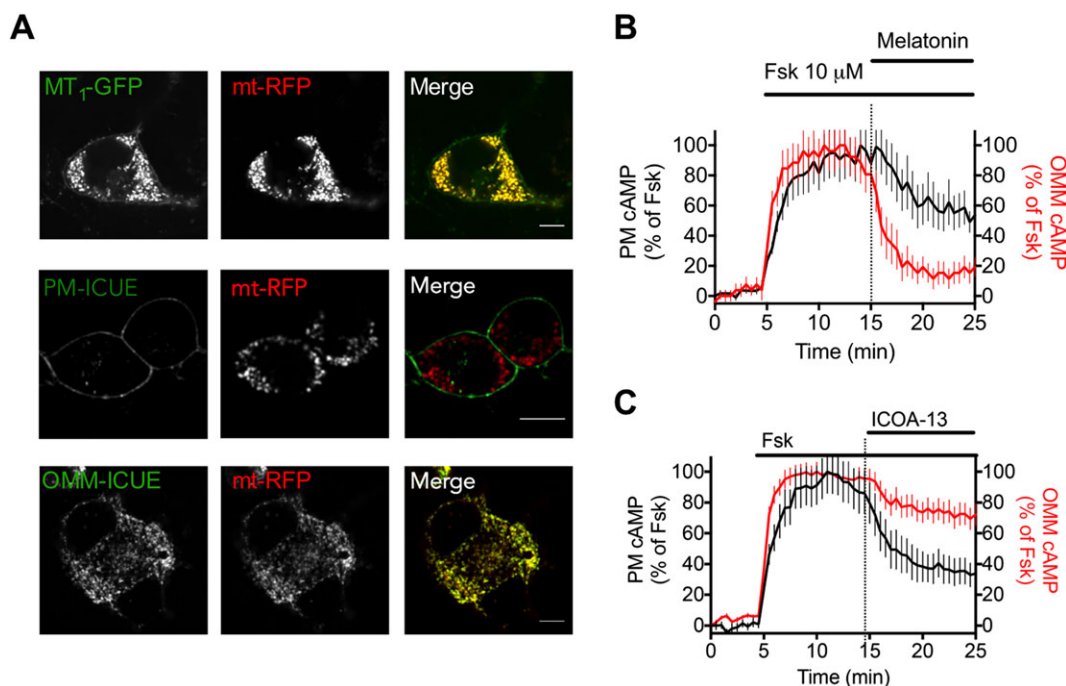 A
MT1-GFP
mt-RFP
Merge
PM-ICUE
mt-RFP
Merge
OMM-ICUE
mt-RFP
Merge
B
Melatonin
Fsk 10 μM
PM cAMP
(% of Fsk)
100
80
60
40
20
0
100
80
60
40
20
0
OMM cAMP
(% of Fsk)
0 5 10 15 20 25
Time (min)
C
ICOA-13
Fsk
PM cAMP
(% of Fsk)
100
80
60
40
20
0
100
80
60
40
20
0
OMM cAMP
(% of Fsk)
0 5 10 15 20 25
Time (min)